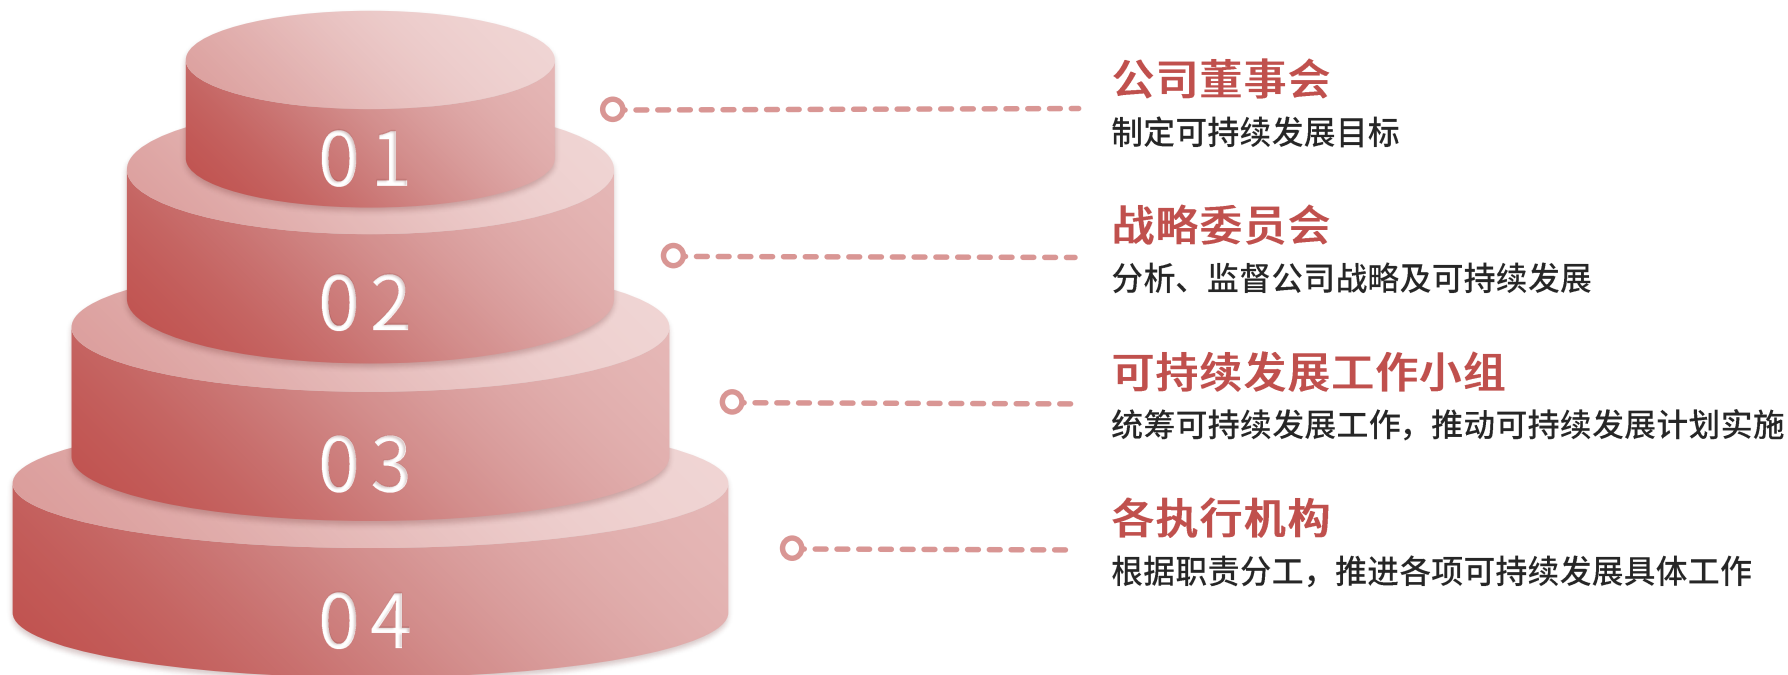 01
公司董事会
制定可持续发展目标
02
战略委员会
分析、监督公司战略及可持续发展
03
可持续发展工作小组
统筹可持续发展工作，推动可持续发展计划实施
04
各执行机构
根据职责分工，推进各项可持续发展具体工作